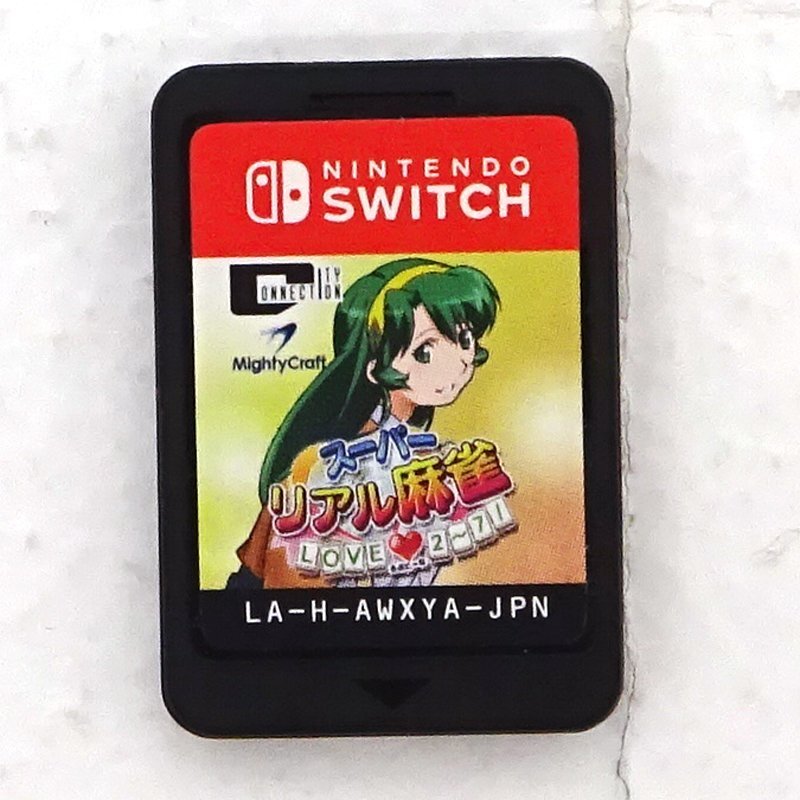 NINTENDO
SWITCH
CITY
CONNECTION
MightyCraft
スーパー
リアル麻雀
LOVE♥2~7!
LA-H-AWXYA-JPN